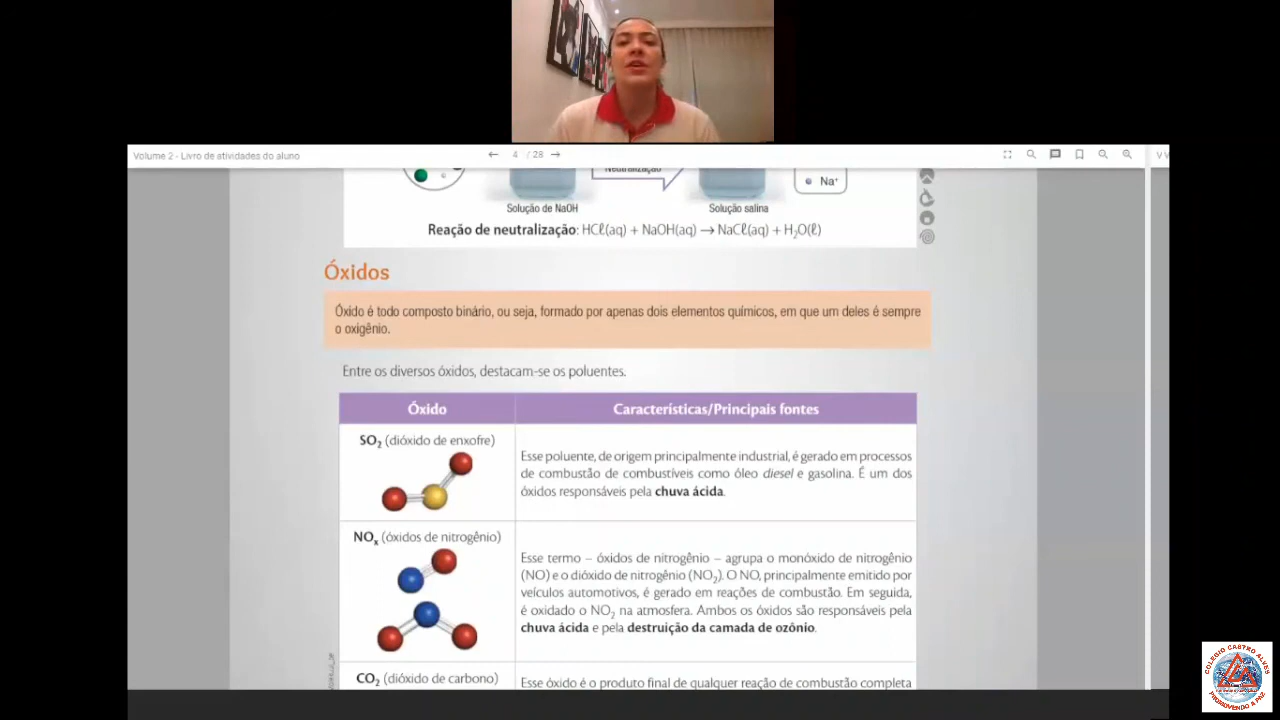 Volume 2 - Livro de atividades do aluno
← 4 / 28 →
V V
Neutralização
Na⁺
Solução de NaOH
Solução salina
Reação de neutralização: HCℓ(aq) + NaOH(aq) → NaCℓ(aq) + H₂O(ℓ)
Óxidos
Óxido é todo composto binário, ou seja, formado por apenas dois elementos químicos, em que um deles é sempre
o oxigênio.
Entre os diversos óxidos, destacam-se os poluentes.
Óxido
Características/Principais fontes
SO₂ (dióxido de enxofre)
Esse poluente, de origem principalmente industrial, é gerado em processos
de combustão de combustíveis como óleo diesel e gasolina. É um dos
óxidos responsáveis pela chuva ácida.
NOₓ (óxidos de nitrogênio)
Esse termo – óxidos de nitrogênio – agrupa o monóxido de nitrogênio
(NO) e o dióxido de nitrogênio (NO₂). O NO, principalmente emitido por
veículos automotivos, é gerado em reações de combustão. Em seguida,
é oxidado o NO₂ na atmosfera. Ambos os óxidos são responsáveis pela
chuva ácida e pela destruição da camada de ozônio.
CO₂ (dióxido de carbono)
Esse óxido é o produto final de qualquer reação de combustão completa
COLÉGIO CASTRO ALVES
PROMOVENDO A PAZ